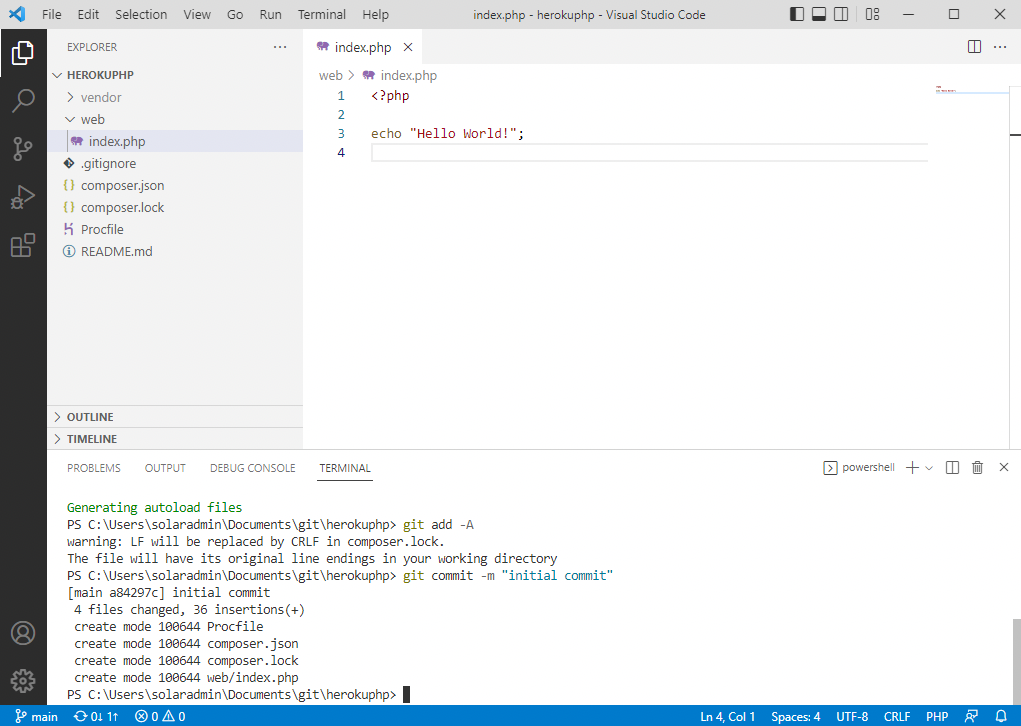 File Edit Selection View Go Run Terminal Help index.php - herokuphp - Visual Studio Code
EXPLORER
HEROKUPHP
vendor
web
index.php
.gitignore
composer.json
composer.lock
Procfile
README.md
OUTLINE
TIMELINE
index.php
web > index.php
1 <?php
2
3 echo "Hello World!";
4
PROBLEMS OUTPUT DEBUG CONSOLE TERMINAL powershell
Generating autoload files
PS C:\Users\solaradmin\Documents\git\herokuphp> git add -A
warning: LF will be replaced by CRLF in composer.lock.
The file will have its original line endings in your working directory
PS C:\Users\solaradmin\Documents\git\herokuphp> git commit -m "initial commit"
[main a84297c] initial commit
4 files changed, 36 insertions(+)
create mode 100644 Procfile
create mode 100644 composer.json
create mode 100644 composer.lock
create mode 100644 web/index.php
PS C:\Users\solaradmin\Documents\git\herokuphp>
main 0↓ 1↑ 0 0 Ln 4, Col 1 Spaces: 4 UTF-8 CRLF PHP